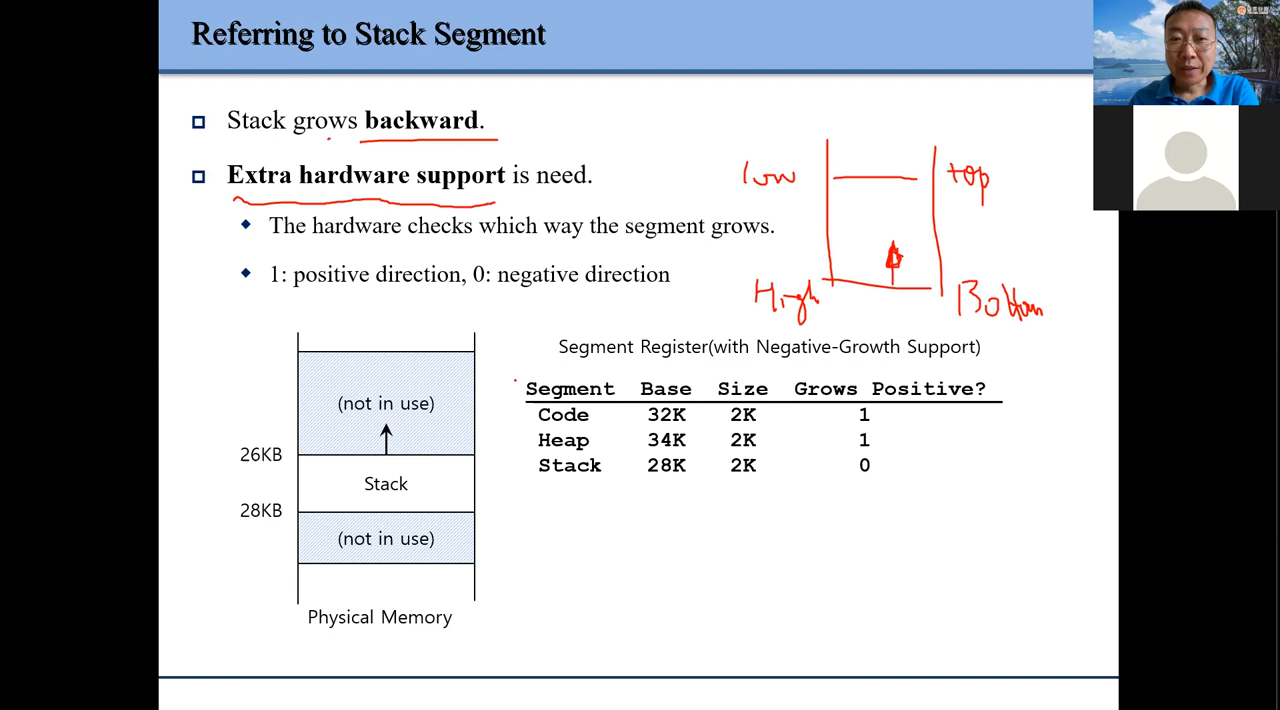 Referring to Stack Segment
Stack grows backward.
Extra hardware support is need.
The hardware checks which way the segment grows.
1: positive direction, 0: negative direction
low top
High Bottom
(not in use)
26KB
Stack
28KB
(not in use)
Physical Memory
Segment Register(with Negative-Growth Support)
Segment Base Size Grows Positive?
Code 32K 2K 1
Heap 34K 2K 1
Stack 28K 2K 0